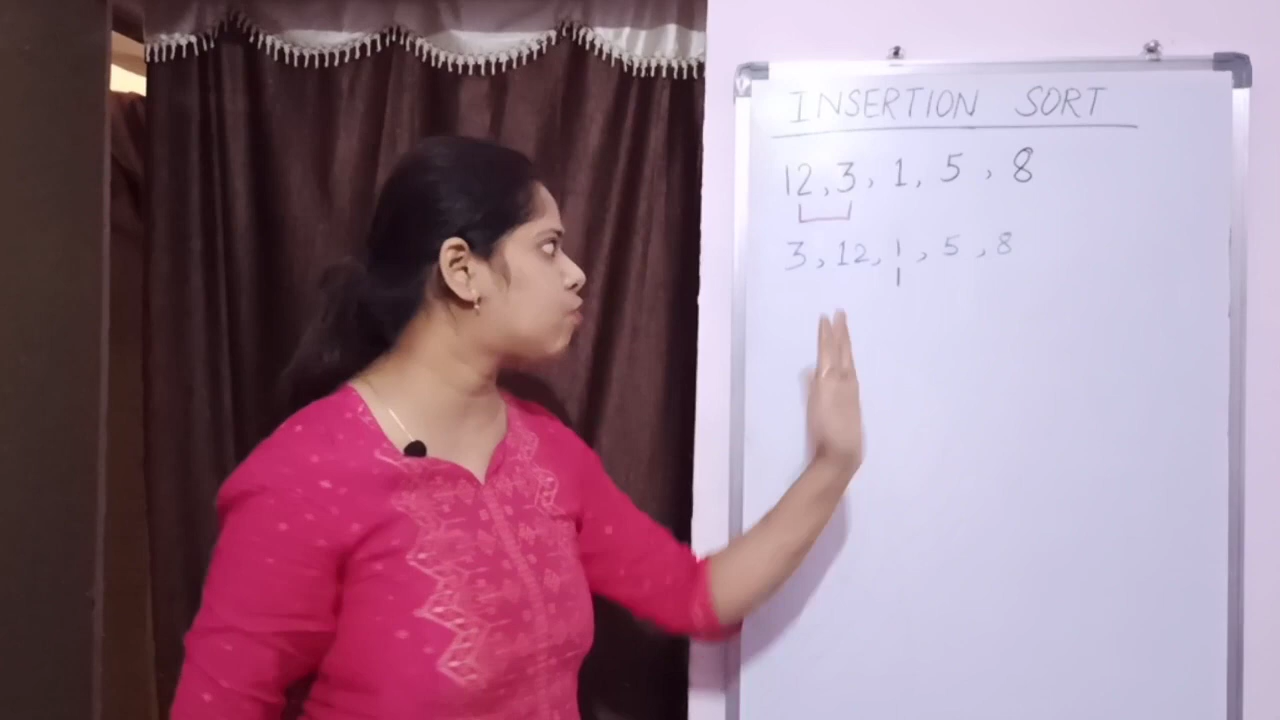 INSERTION SORT
12, 3, 1, 5, 8
3, 12, 1, 5, 8